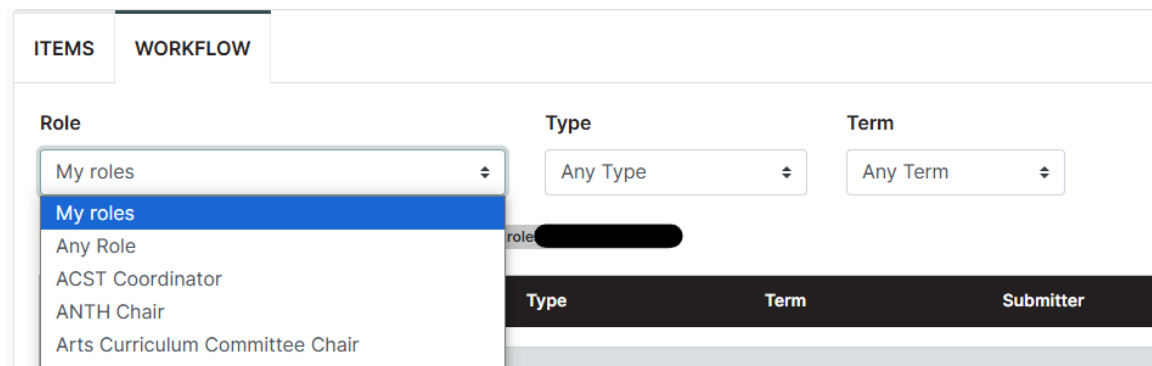 ITEMS WORKFLOW
Role Type Term
My roles Any Type Any Term
My roles
Any Role
role
ACST Coordinator
ANTH Chair
Type Term Submitter
Arts Curriculum Committee Chair